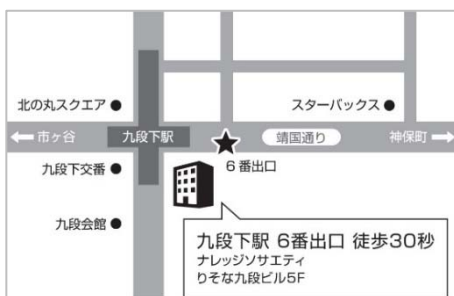 北の丸スクエア
スターバックス
市ヶ谷
九段下駅
靖国通り
神保町
九段下交番
6番出口
九段会館
九段下駅 6番出口 徒歩30秒
ナレッジソサエティ
りそな九段ビル5F